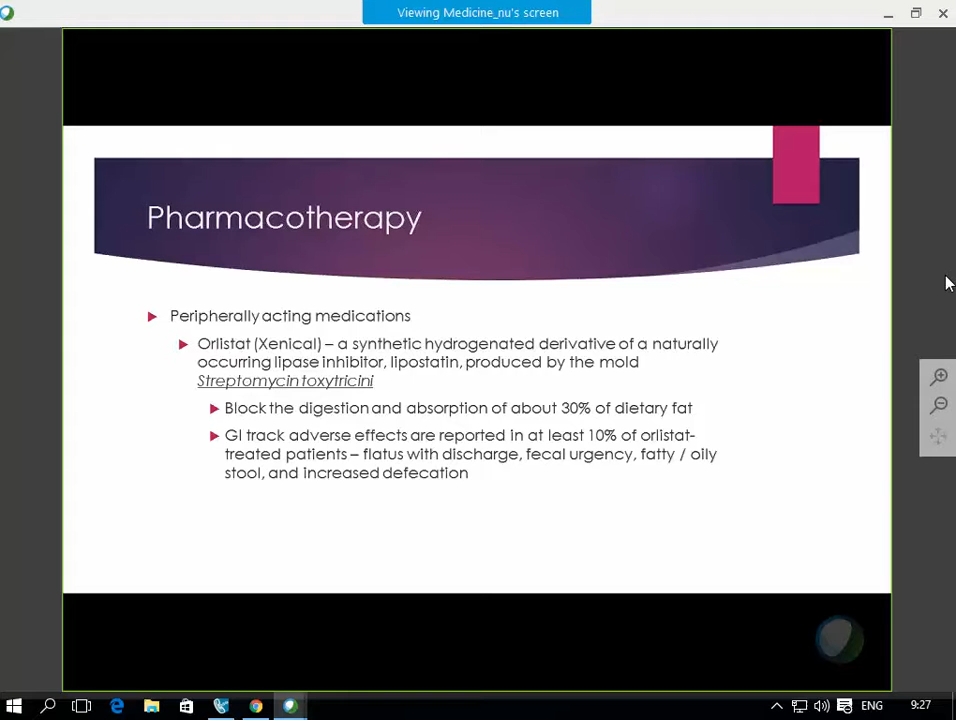 Viewing Medicine_nu's screen
Pharmacotherapy
Peripherally acting medications
Orlistat (Xenical) – a synthetic hydrogenated derivative of a naturally
occurring lipase inhibitor, lipostatin, produced by the mold
Streptomycin toxytricini
Block the digestion and absorption of about 30% of dietary fat
GI track adverse effects are reported in at least 10% of orlistat-
treated patients – flatus with discharge, fecal urgency, fatty / oily
stool, and increased defecation
ENG
9:27